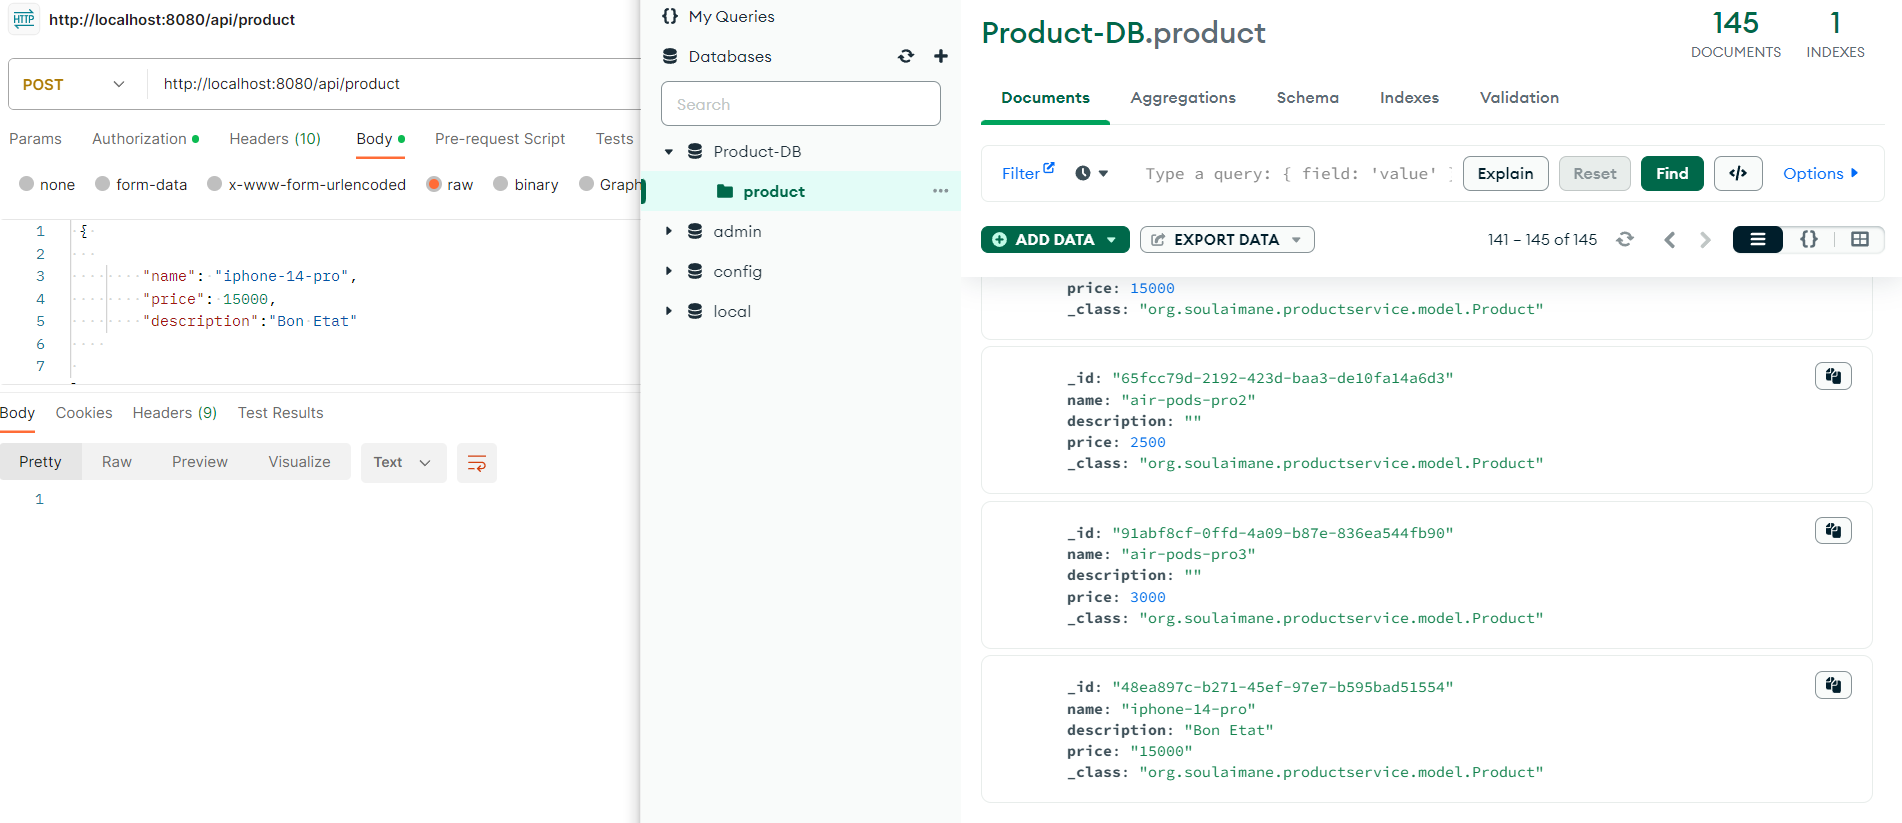 HTTP http://localhost:8080/api/product
POST http://localhost:8080/api/product
Params Authorization Headers (10) Body Pre-request Script Tests
none form-data x-www-form-urlencoded raw binary Graph
1 {
2
3 "name": "iphone-14-pro",
4 "price": 15000,
5 "description":"Bon Etat"
6
7
Body Cookies Headers (9) Test Results
Pretty Raw Preview Visualize Text
1
{} My Queries
Databases
Search
Product-DB
product
admin
config
local
Product-DB.product
145 DOCUMENTS
1 INDEXES
Documents Aggregations Schema Indexes Validation
Filter Type a query: { field: 'value' Explain Reset Find </> Options
ADD DATA EXPORT DATA 141 – 145 of 145 {}
price: 15000
_class: "org.soulaimane.productservice.model.Product"
_id: "65fcc79d-2192-423d-baa3-de10fa14a6d3"
name: "air-pods-pro2"
description: ""
price: 2500
_class: "org.soulaimane.productservice.model.Product"
_id: "91abf8cf-0ffd-4a09-b87e-836ea544fb90"
name: "air-pods-pro3"
description: ""
price: 3000
_class: "org.soulaimane.productservice.model.Product"
_id: "48ea897c-b271-45ef-97e7-b595bad51554"
name: "iphone-14-pro"
description: "Bon Etat"
price: "15000"
_class: "org.soulaimane.productservice.model.Product"